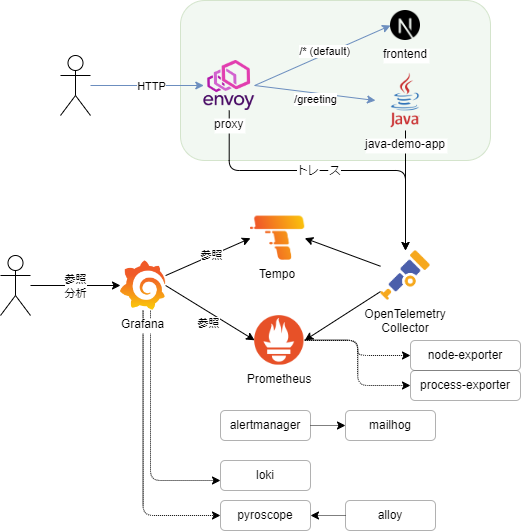 /* (default)
frontend
HTTP
envoy
proxy
/greeting
Java
java-demo-app
トレース
参照
Tempo
参照
分析
Grafana
参照
OpenTelemetry
Collector
Prometheus
node-exporter
process-exporter
alertmanager
mailhog
loki
pyroscope
alloy